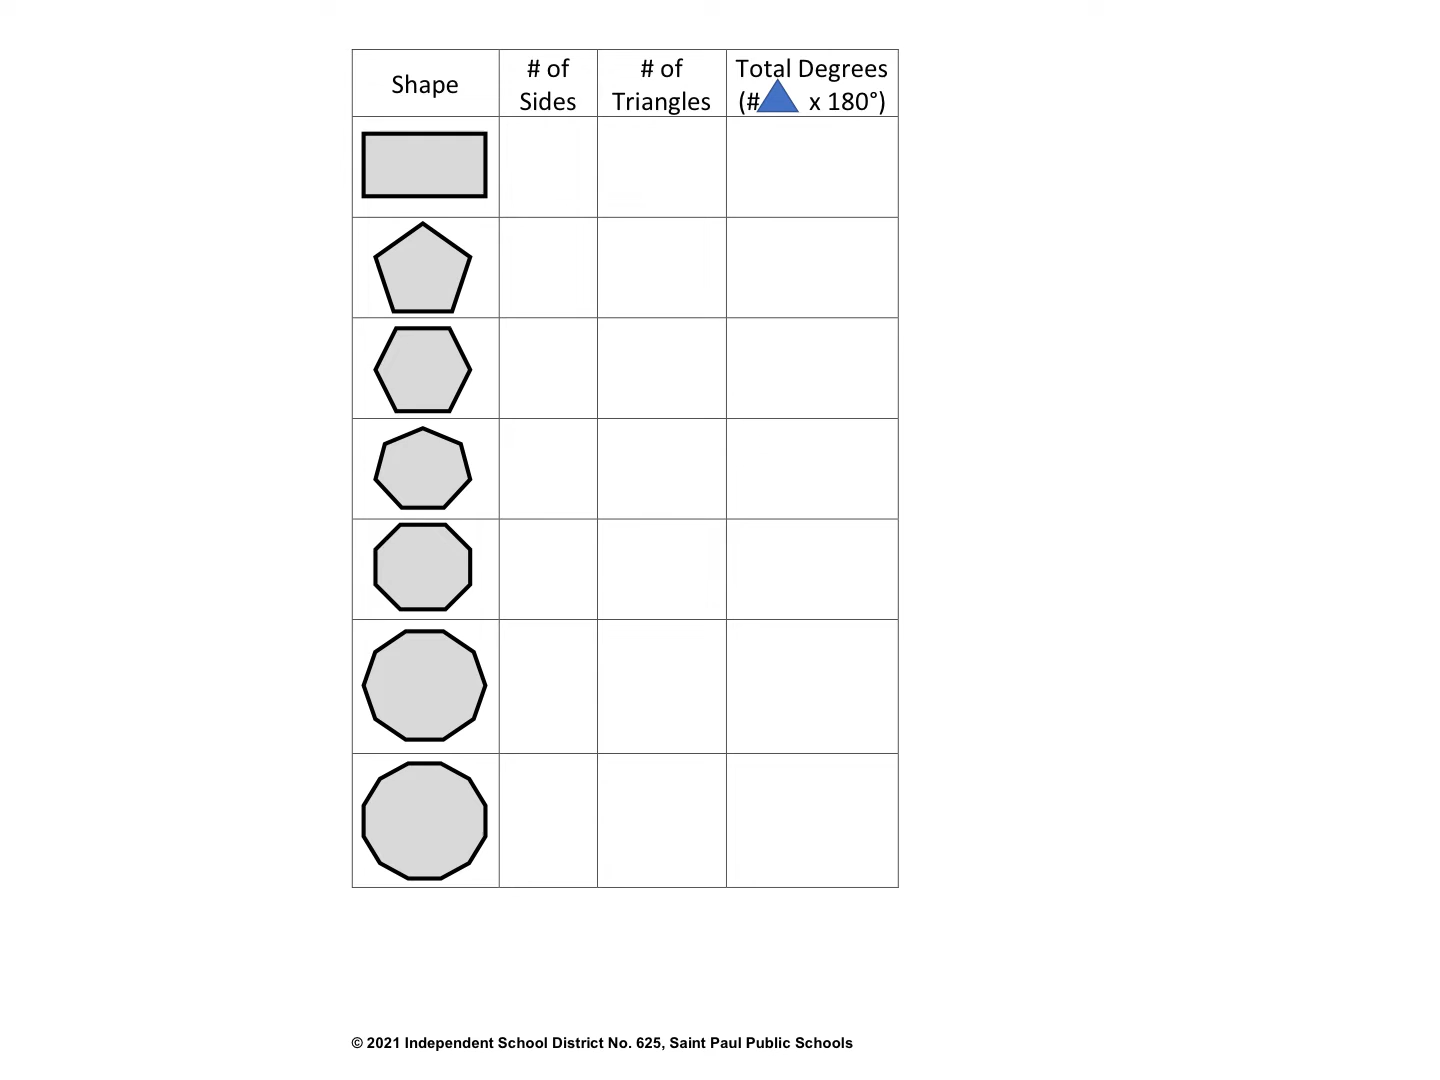 Shape
# of
Sides
# of
Triangles
Total Degrees
(# x 180°)
© 2021 Independent School District No. 625, Saint Paul Public Schools